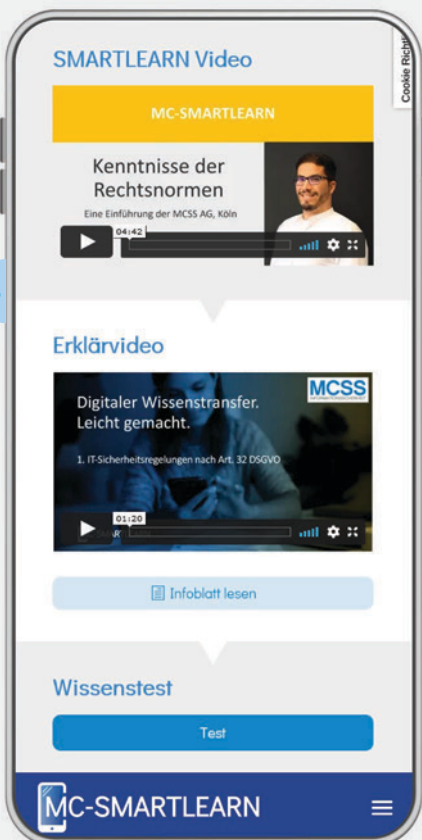 Cookie Richtli
SMARTLEARN Video
MC-SMARTLEARN
Kenntnisse der
Rechtsnormen
Eine Einführung der MCSS AG, Köln
04:42
Erklärvideo
MCSS
Digitaler Wissenstransfer.
Leicht gemacht.
1. IT-Sicherheitsregelungen nach Art. 32 DSGVO
01:20
Infoblatt lesen
Wissenstest
Test
MC-SMARTLEARN